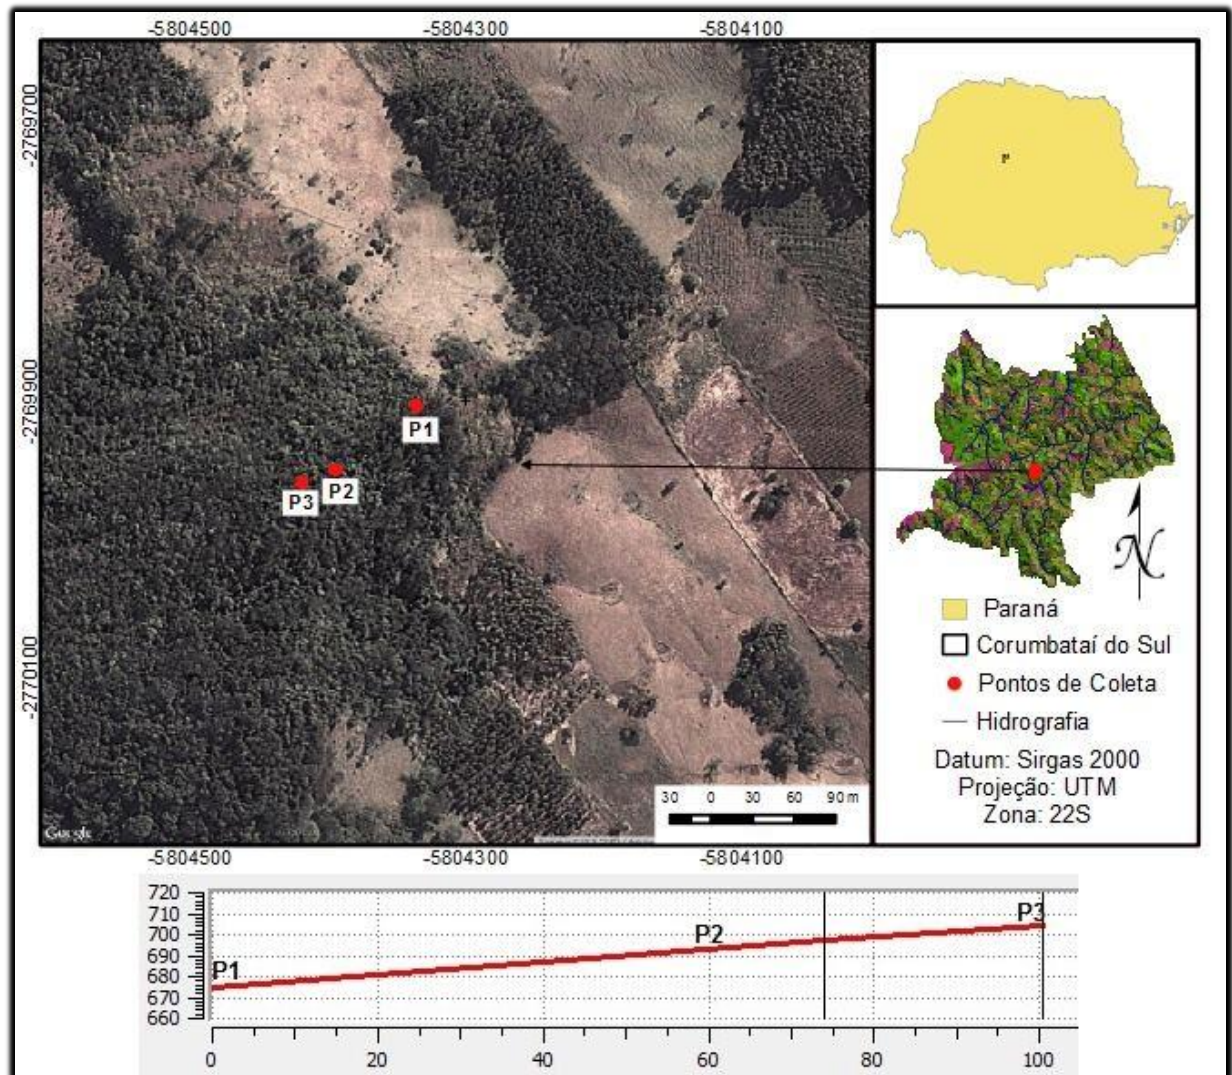 -5804500 -5804300 -5804100
-2769700
-2769900
-2770100
P1
P2
P3
Google
30 0 30 60 90 m
-5804500 -5804300 -5804100
N
Paraná
Corumbataí do Sul
Pontos de Coleta
Hidrografia
Datum: Sirgas 2000
Projeção: UTM
Zona: 22S
720
710
700
690
680
670
660
P1
P2
P3
0 20 40 60 80 100